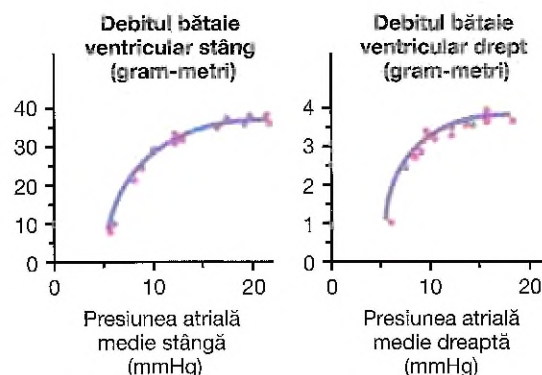 Debitul bătaie
ventricular stâng
(gram-metri)
40
30
20
10
0
0 10 20
Presiunea atrială
medie stângă
(mmHg)
Debitul bătaie
ventricular drept
(gram-metri)
4
3
2
1
0
0 10 20
Presiunea atrială
medie dreaptă
(mmHg)